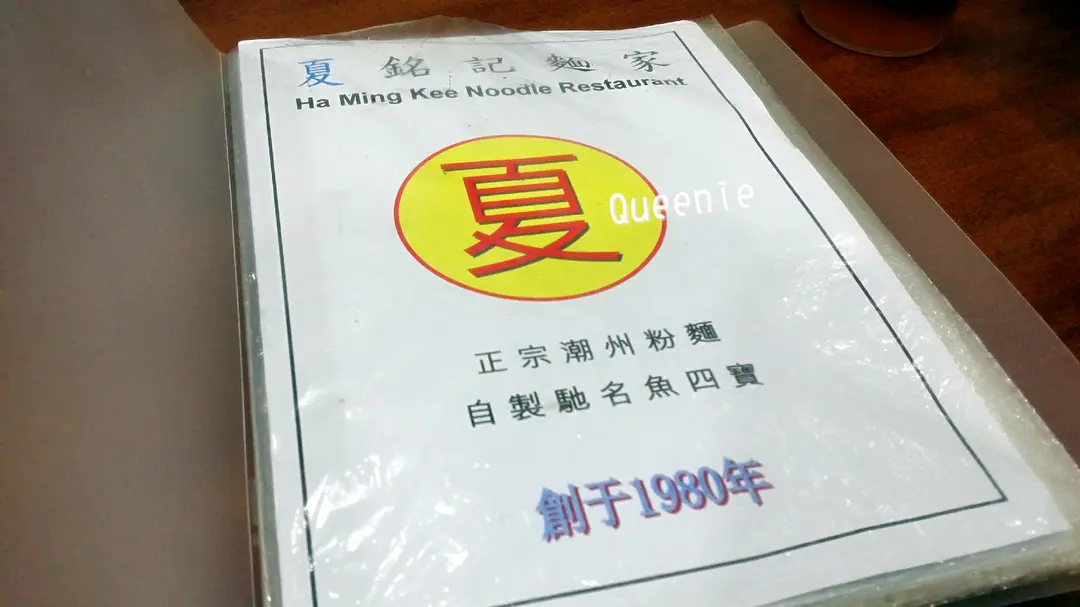 夏銘記麵家
Ha Ming Kee Noodle Restaurant
夏
Queenie
正宗潮州粉麵
自製馳名魚四寶
創于1980年